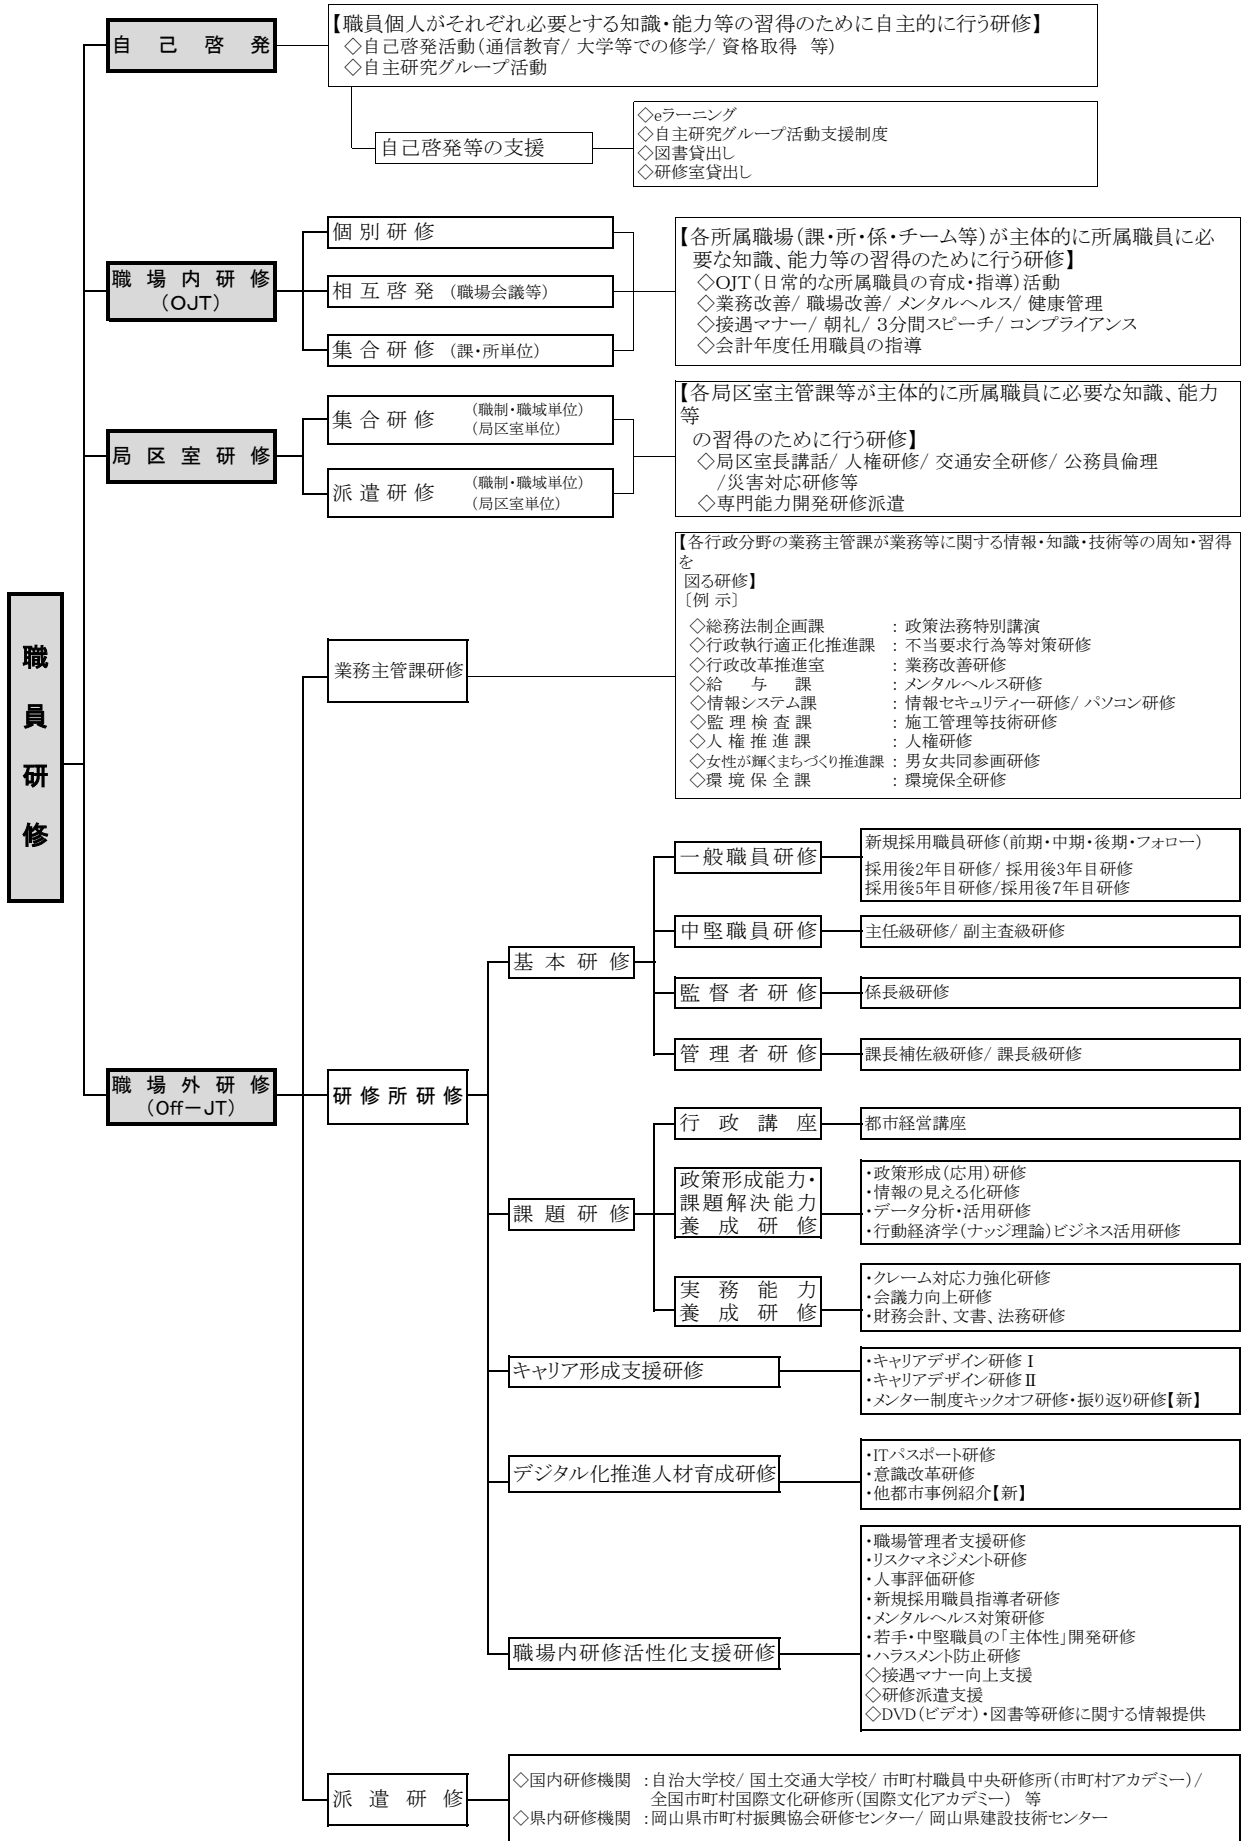 職員研修
自己啓発
【職員個人がそれぞれ必要とする知識・能力等の習得のために自主的に行う研修】
◇自己啓発活動（通信教育/ 大学等での修学/ 資格取得　等）
◇自主研究グループ活動
自己啓発等の支援
◇eラーニング
◇自主研究グループ活動支援制度
◇図書貸出し
◇研修室貸出し
職場内研修
（OJT）
個別研修
相互啓発（職場会議等）
集合研修（課・所単位）
【各所属職場（課・所・係・チーム等）が主体的に所属職員に必
要な知識、能力等の習得のために行う研修】
◇OJT（日常的な所属職員の育成・指導）活動
◇業務改善/ 職場改善/ メンタルヘルス/ 健康管理
◇接遇マナー/ 朝礼/ 3分間スピーチ/ コンプライアンス
◇会計年度任用職員の指導
局区室研修
集合研修
（職制・職域単位）
（局区室単位）
派遣研修
（職制・職域単位）
（局区室単位）
【各局区室主管課等が主体的に所属職員に必要な知識、能力
等
の習得のために行う研修】
◇局区室長講話/ 人権研修/ 交通安全研修/ 公務員倫理
/災害対応研修等
◇専門能力開発研修派遣
職場外研修
（Off－JT）
業務主管課研修
【各行政分野の業務主管課が業務等に関する情報・知識・技術等の周知・習得
を
図る研修】
〔例 示〕
◇総務法制企画課　：政策法務特別講演
◇行政執行適正化推進課：不当要求行為等対策研修
◇行政改革推進室　：業務改善研修
◇給　与　課　：メンタルヘルス研修
◇情報システム課　：情報セキュリティー研修/ パソコン研修
◇監理検査課　：施工管理等技術研修
◇人権推進課　：人権研修
◇女性が輝くまちづくり推進課：男女共同参画研修
◇環境保全課　：環境保全研修
研修所研修
基本研修
一般職員研修
新規採用職員研修（前期・中期・後期・フォロー）
採用後2年目研修/ 採用後3年目研修
採用後5年目研修/採用後7年目研修
中堅職員研修
主任級研修/ 副主査級研修
監督者研修
係長級研修
管理者研修
課長補佐級研修/ 課長級研修
課題研修
行政講座
都市経営講座
政策形成能力・
課題解決能力
養成研修
・政策形成（応用）研修
・情報の見える化研修
・データ分析・活用研修
・行動経済学（ナッジ理論）ビジネス活用研修
実務能力
養成研修
・クレーム対応力強化研修
・会議力向上研修
・財務会計、文書、法務研修
キャリア形成支援研修
・キャリアデザイン研修Ⅰ
・キャリアデザイン研修Ⅱ
・メンター制度キックオフ研修・振り返り研修【新】
デジタル化推進人材育成研修
・ITパスポート研修
・意識改革研修
・他都市事例紹介【新】
職場内研修活性化支援研修
・職場管理者支援研修
・リスクマネジメント研修
・人事評価研修
・新規採用職員指導者研修
・メンタルヘルス対策研修
・若手・中堅職員の「主体性」開発研修
・ハラスメント防止研修
◇接遇マナー向上支援
◇研修派遣支援
◇DVD（ビデオ）・図書等研修に関する情報提供
派遣研修
◇国内研修機関　：自治大学校/ 国土交通大学校/ 市町村職員中央研修所（市町村アカデミー）/
全国市町村国際文化研修所（国際文化アカデミー）　等
◇県内研修機関　：岡山県市町村振興協会研修センター/ 岡山県建設技術センター